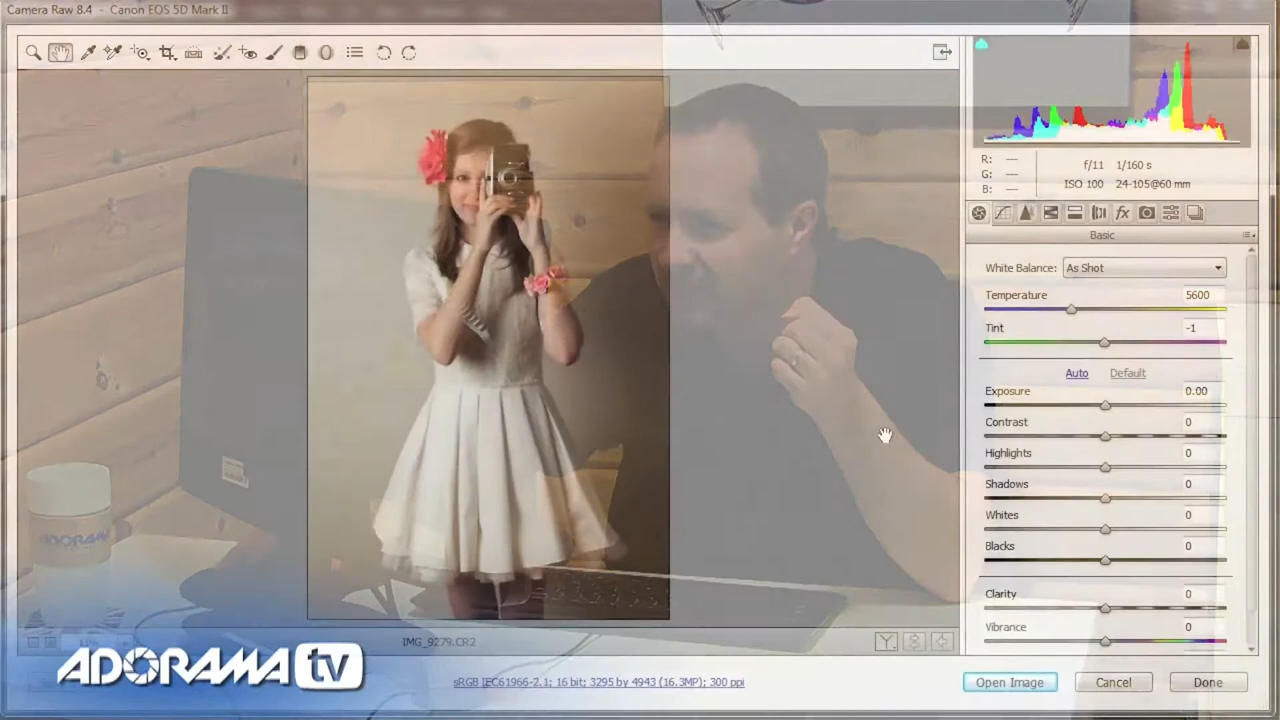 Camera Raw 8.4 - Canon EOS 5D Mark II
R: ---
G: ---
B: ---
f/11 1/160 s
ISO 100 24-105@60 mm
Basic
White Balance: As Shot
Temperature 5600
Tint -1
Auto Default
Exposure 0.00
Contrast 0
Highlights 0
Shadows 0
Whites 0
Blacks 0
Clarity 0
Vibrance 0
ADORAMA
IMG_9279.CR2
Y
ADORAMA tv
sRGB IEC61966-2.1; 16 bit; 3295 by 4943 (16.3MP); 300 ppi
Open Image Cancel Done